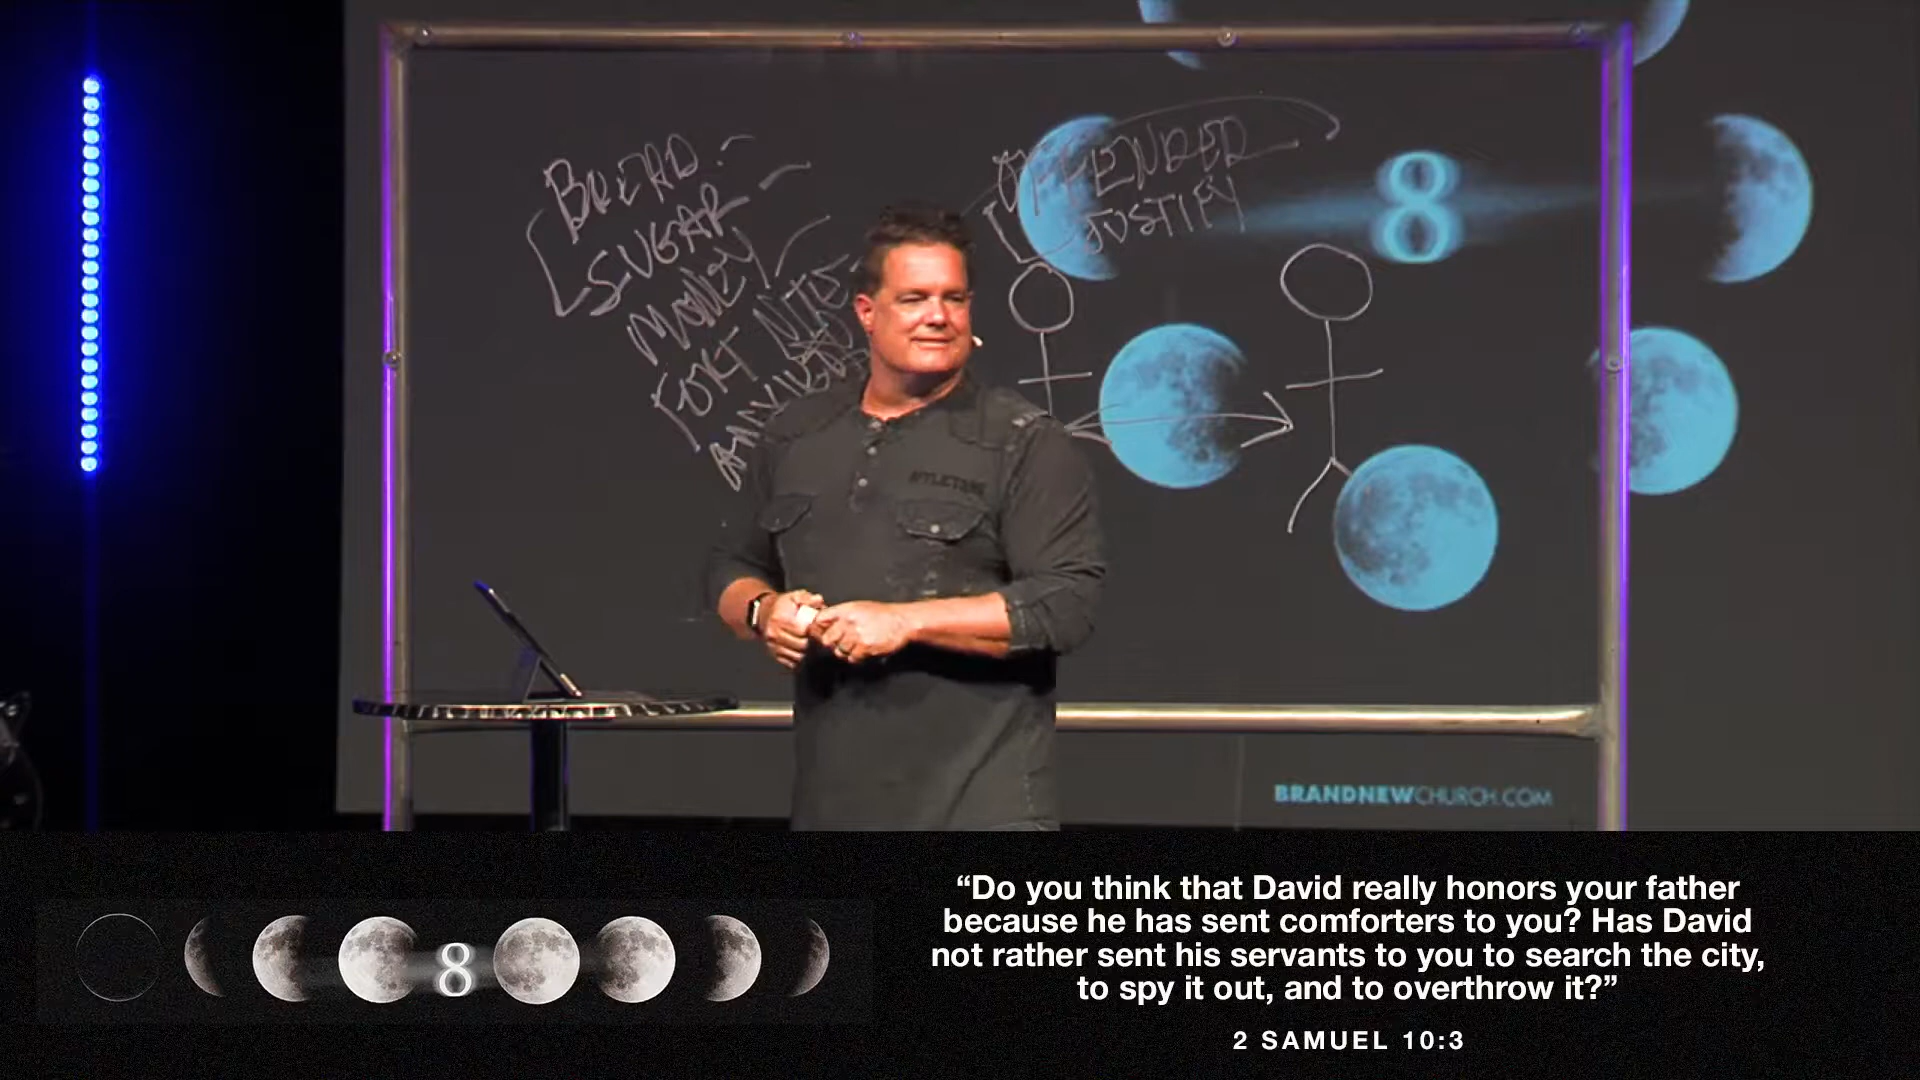 BREAD
SUGAR
MONEY
FORT NITE
OFFENDER
JUSTIFY
8
BRANDNEWCHURCH.COM
8
“Do you think that David really honors your father
because he has sent comforters to you? Has David
not rather sent his servants to you to search the city,
to spy it out, and to overthrow it?”
2 SAMUEL 10:3